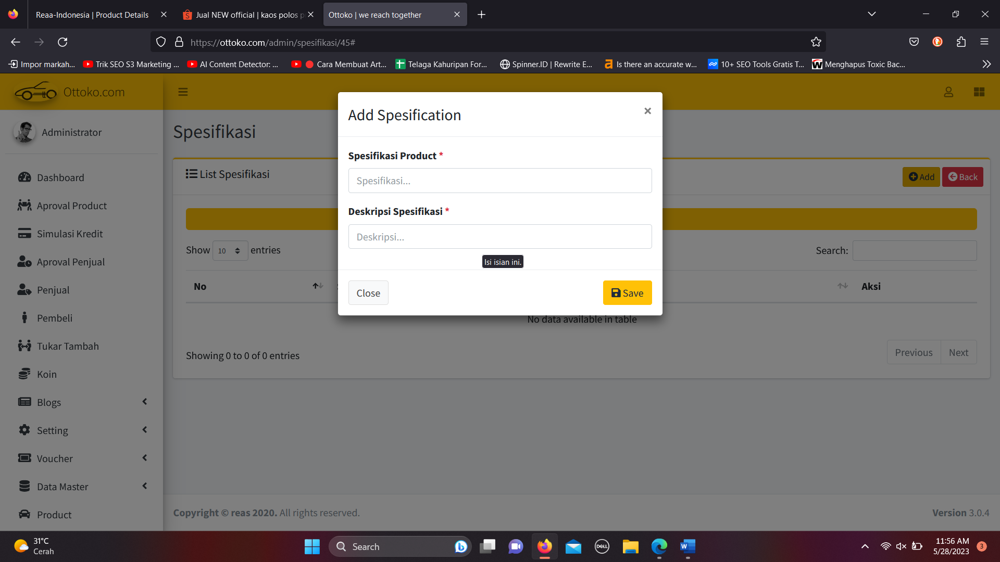 Reaa-Indonesia | Product Details
Jual NEW official | kaos polos p
Ottoko | we reach together
https://ottoko.com/admin/spesifikasi/45#
Impor markah...
Trik SEO S3 Marketing ...
AI Content Detector: ...
Cara Membuat Art...
Telaga Kahuripan For...
Spinner.ID | Rewrite E...
Is there an accurate w...
10+ SEO Tools Gratis T...
Menghapus Toxic Bac...
Ottoko.com
Administrator
Dashboard
Aproval Product
Simulasi Kredit
Aproval Penjual
Penjual
Pembeli
Tukar Tambah
Koin
Blogs
Setting
Voucher
Data Master
Product
Spesifikasi
List Spesifikasi
Add
Back
Show 10 entries
Search:
No
Aksi
No data available in table
Showing 0 to 0 of 0 entries
Previous
Next
Add Spesification
×
Spesifikasi Product *
Spesifikasi...
Deskripsi Spesifikasi *
Deskripsi...
Isi isian ini.
Close
Save
Copyright © reas 2020. All rights reserved.
Version 3.0.4
31°C
Cerah
Search
DELL
11:56 AM
5/28/2023
3